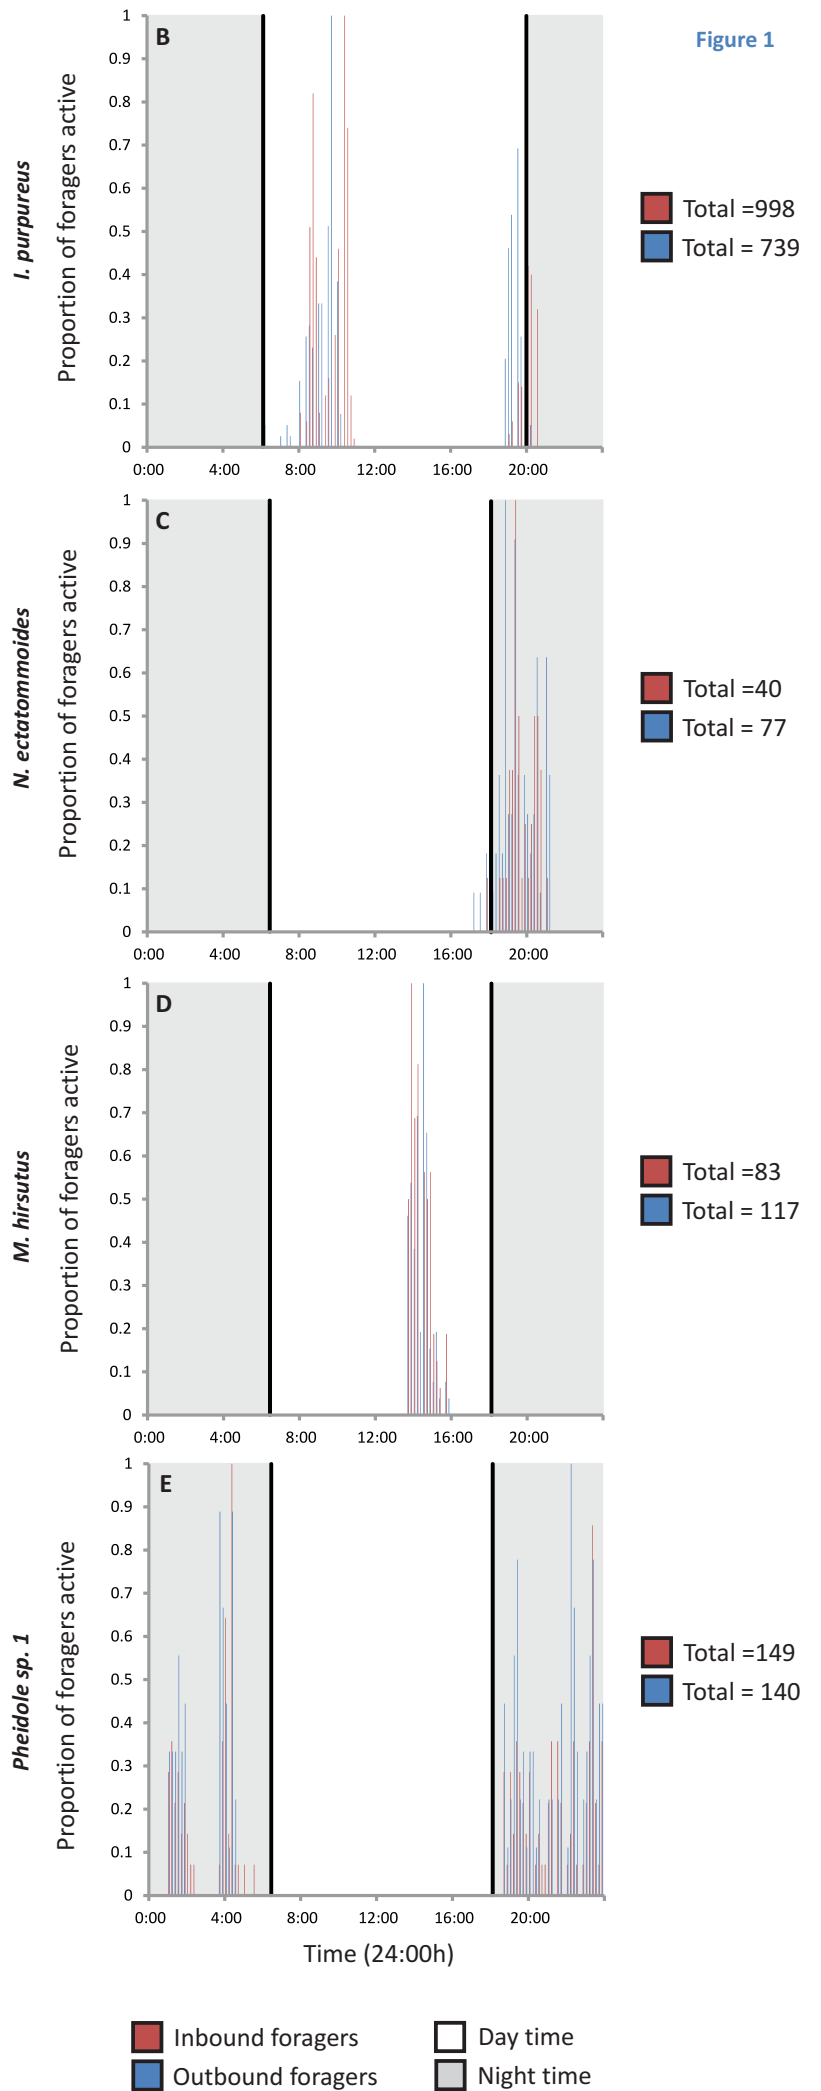 Figure 1
B
I. purpureus
Proportion of foragers active
1
0.9
0.8
0.7
0.6
0.5
0.4
0.3
0.2
0.1
0
0:00 4:00 8:00 12:00 16:00 20:00
Total =998
Total = 739
C
N. ectatommoides
Proportion of foragers active
1
0.9
0.8
0.7
0.6
0.5
0.4
0.3
0.2
0.1
0
0:00 4:00 8:00 12:00 16:00 20:00
Total =40
Total = 77
D
M. hirsutus
Proportion of foragers active
1
0.9
0.8
0.7
0.6
0.5
0.4
0.3
0.2
0.1
0
0:00 4:00 8:00 12:00 16:00 20:00
Total =83
Total = 117
E
Pheidole sp. 1
Proportion of foragers active
1
0.9
0.8
0.7
0.6
0.5
0.4
0.3
0.2
0.1
0
0:00 4:00 8:00 12:00 16:00 20:00
Total =149
Total = 140
Time (24:00h)
Inbound foragers
Day time
Outbound foragers
Night time